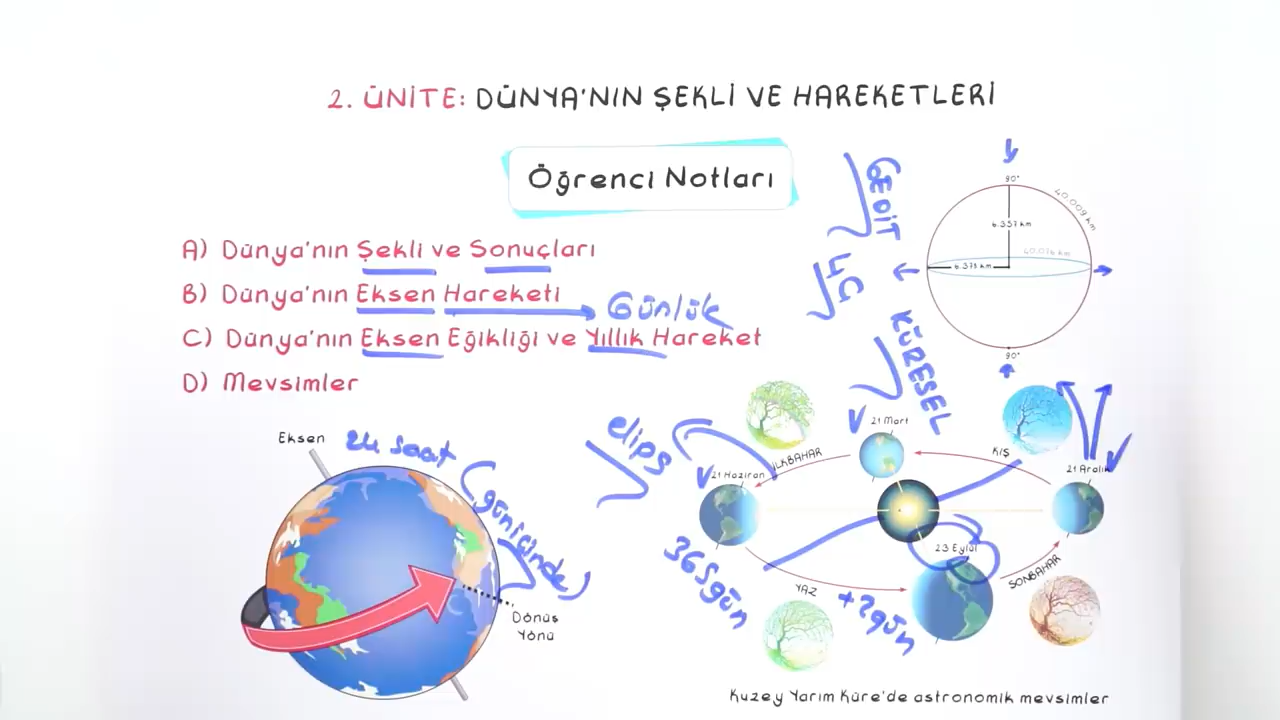 2. ÜNİTE: DÜNYA'NIN ŞEKLİ VE HAREKETLERİ
Öğrenci Notları
A) Dünya'nın Şekli ve Sonuçları
B) Dünya'nın Eksen Hareketi
Günlük
C) Dünya'nın Eksen Eğikliği ve Yıllık Hareket
D) Mevsimler
GEOİT
KÜRESEL
90°
40.009 km
6.357 km
40.076 km
6.378 km
90°
Eksen
24 saat
(gün içinde)
Dönüş
Yönü
elips
21 Mart
İLKBAHAR
KIŞ
21 Haziran
21 Aralık
23 Eylül
365gün
YAZ
SONBAHAR
Kuzey Yarım Küre'de astronomik mevsimler